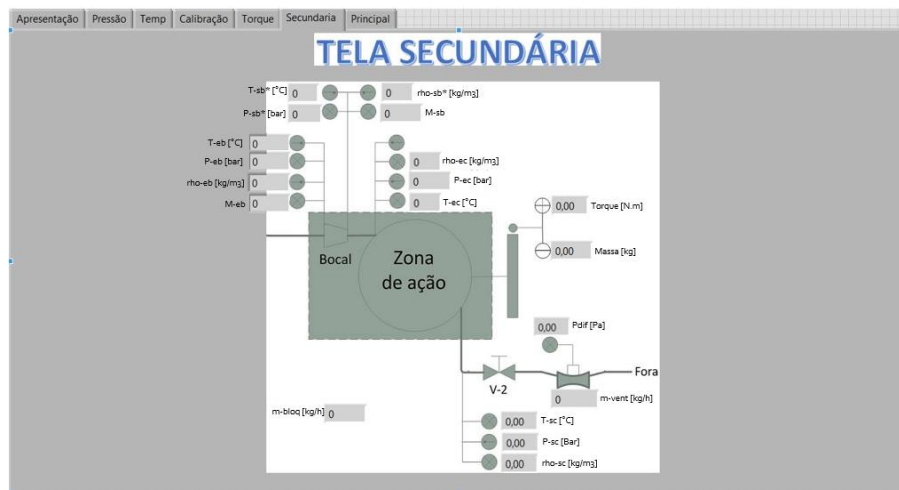 Apresentação Pressão Temp Calibração Torque Secundaria Principal
TELA SECUNDÁRIA
T-sb* [°C] 0 0 rho-sb* [kg/m3]
P-sb* [bar] 0 0 M-sb
T-eb [°C] 0
P-eb [bar] 0 0 rho-ec [kg/m3]
rho-eb [kg/m3] 0 0 P-ec [bar]
M-eb 0 0 T-ec [°C]
0,00 Torque [N.m]
Bocal
Zona
de ação
0,00 Massa [kg]
0,00 Pdif [Pa]
Fora
V-2
0 m-vent [kg/h]
m-bloq [kg/h] 0
0,00 T-sc [°C]
0,00 P-sc [Bar]
0,00 rho-sc [kg/m3]